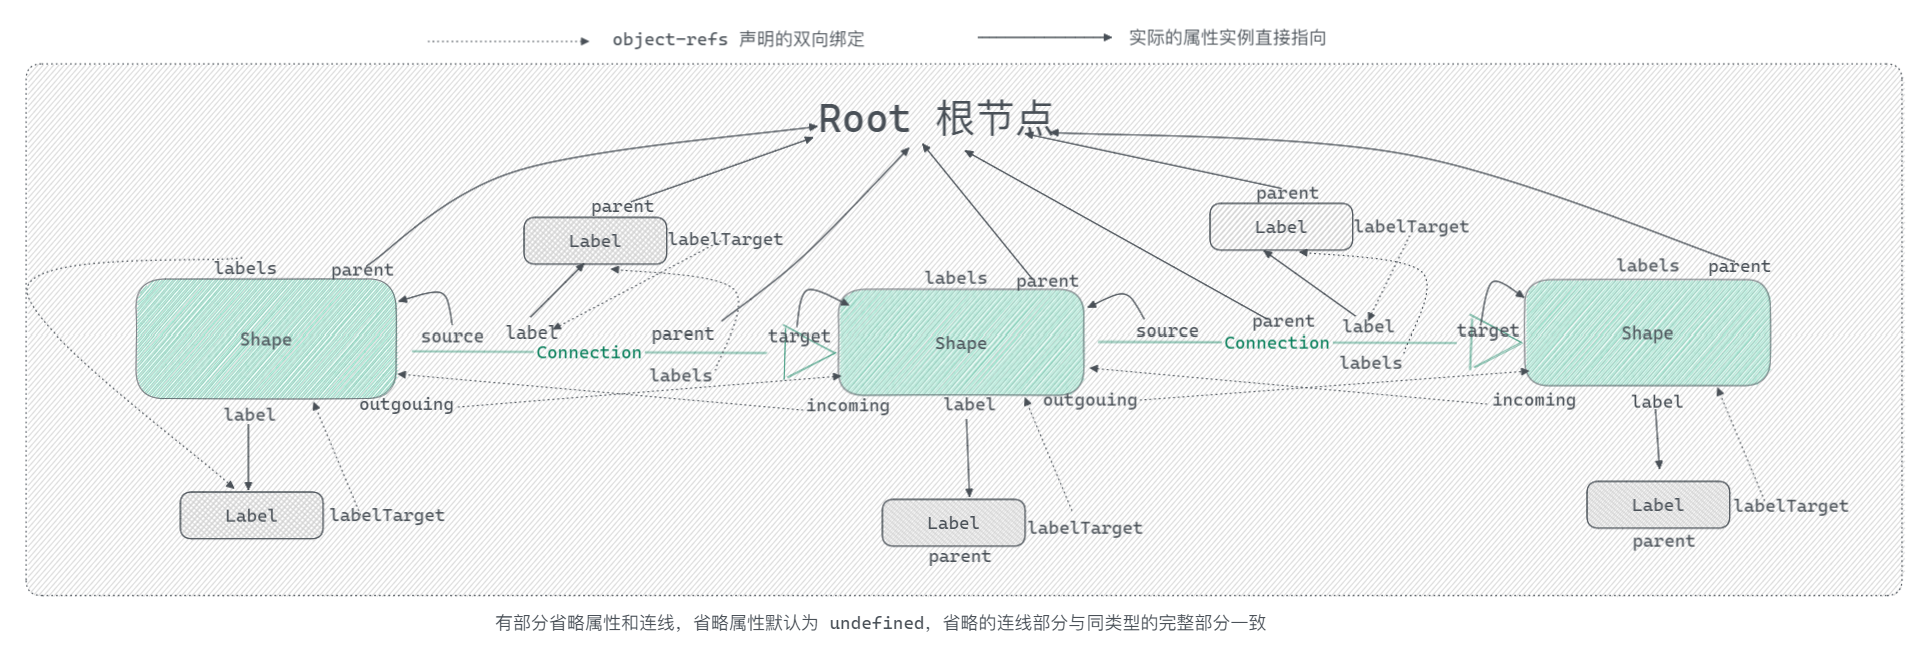 object-refs 声明的双向绑定
实际的属性实例直接指向
Root 根节点
parent
Label
labelTarget
parent
Label
labelTarget
labels
parent
Shape
source
label
Connection
parent
labels
target
labels
parent
Shape
source
parent
Connection
label
labels
target
labels
parent
Shape
label
outgouing
incoming
label
outgouing
incoming
label
Label
labelTarget
Label
labelTarget
parent
Label
labelTarget
parent
有部分省略属性和连线，省略属性默认为 undefined，省略的连线部分与同类型的完整部分一致